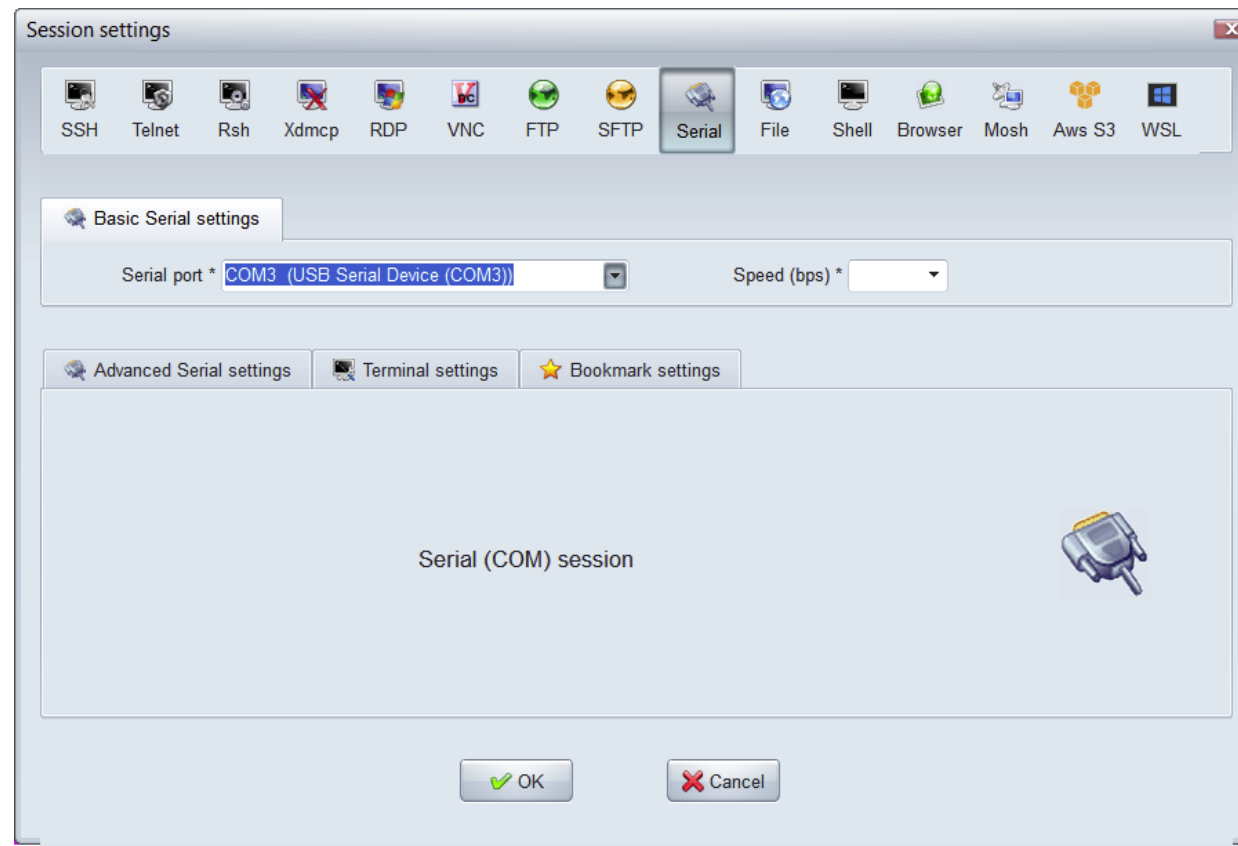 Session settings
SSH Telnet Rsh Xdmcp RDP VNC FTP SFTP Serial File Shell Browser Mosh Aws S3 WSL
Basic Serial settings
Serial port * COM3 (USB Serial Device (COM3)) Speed (bps) *
Advanced Serial settings Terminal settings Bookmark settings
Serial (COM) session
OK Cancel